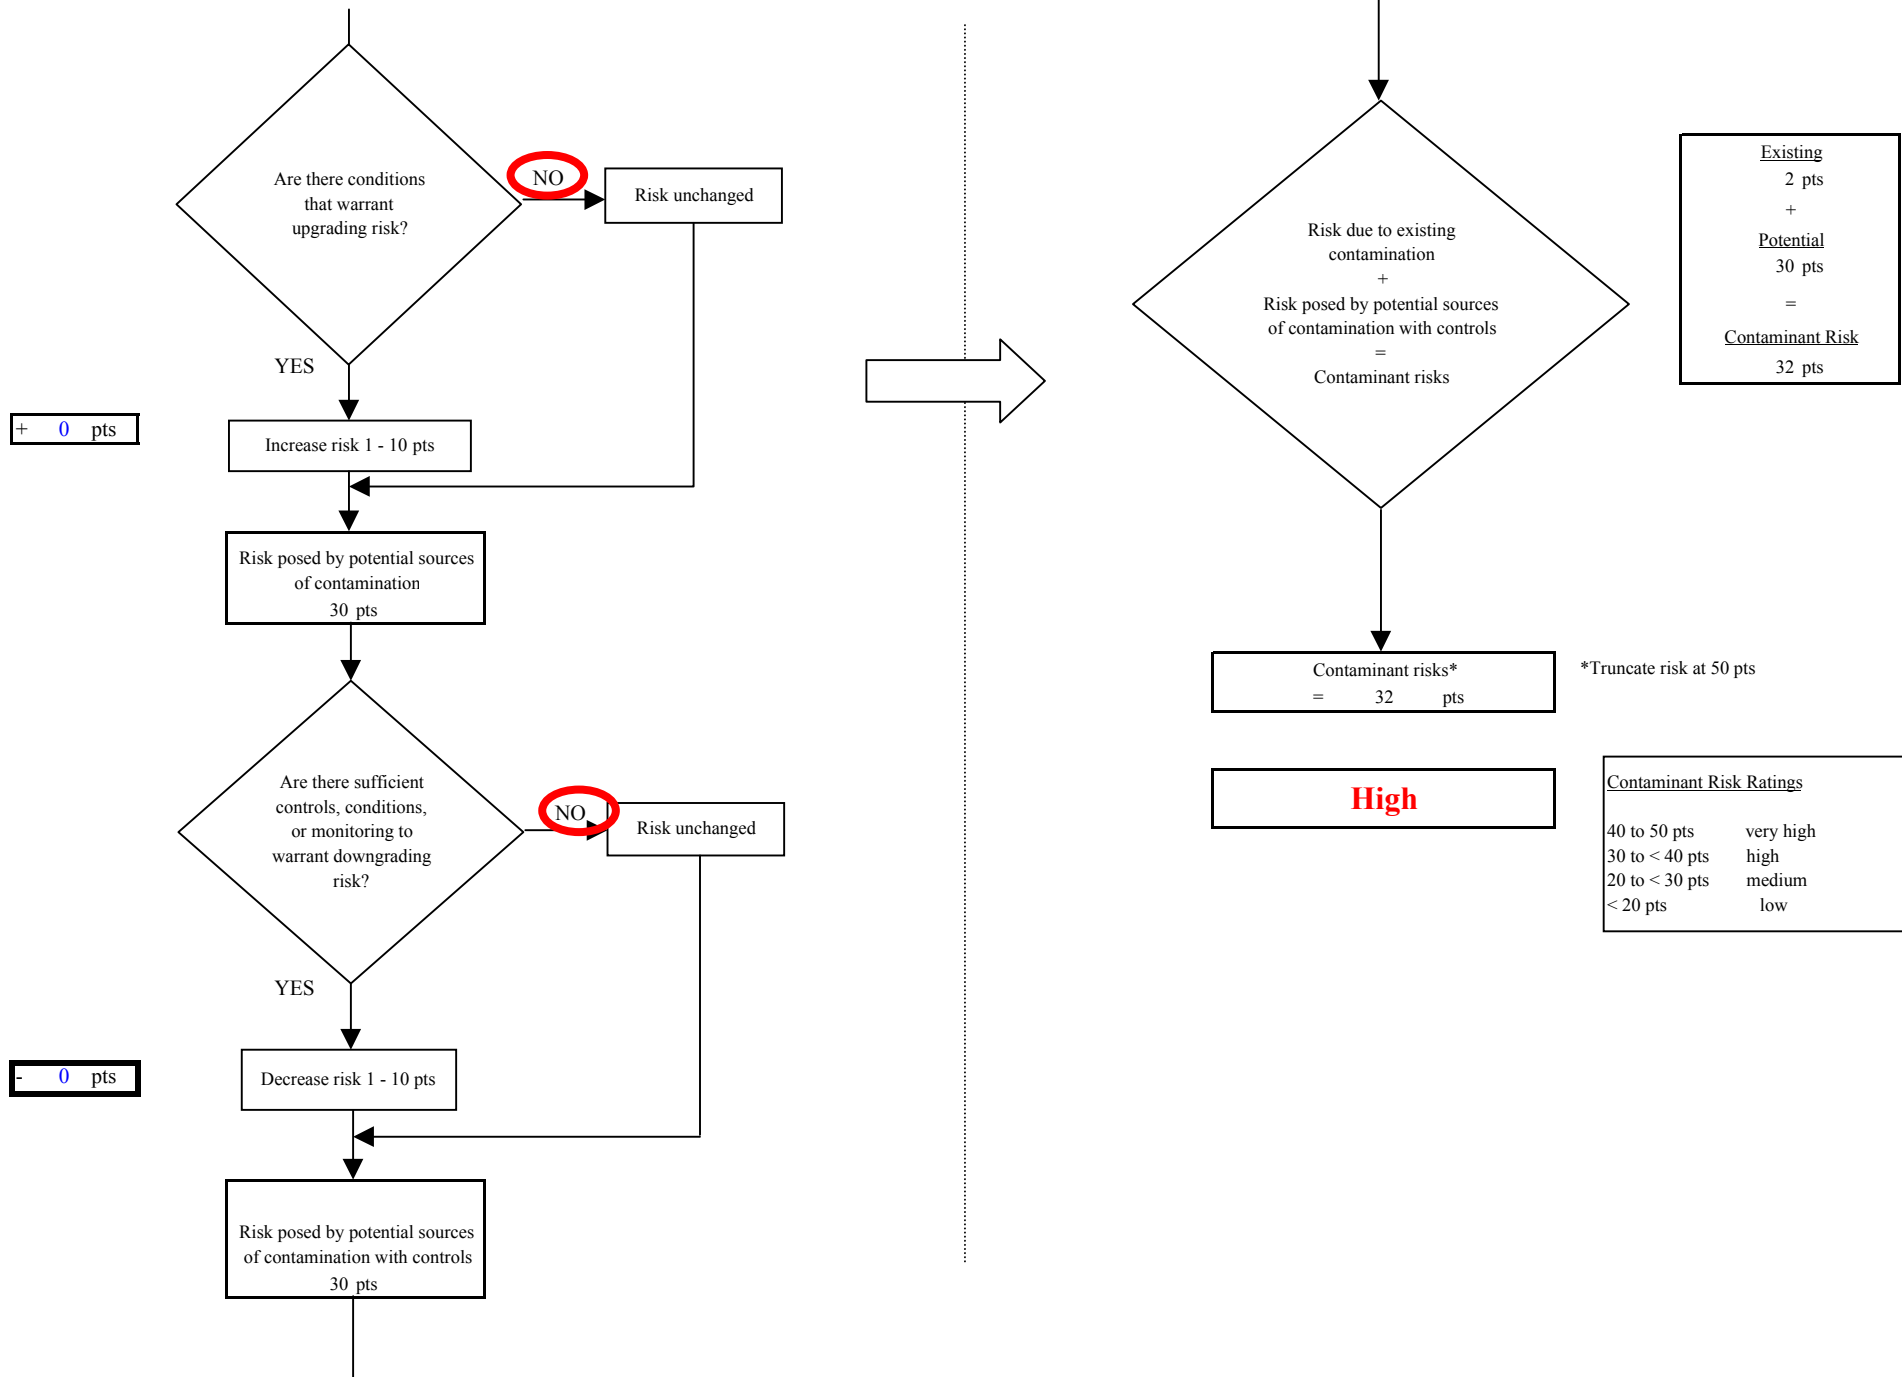 Are there conditions
that warrant
upgrading risk?
NO
Risk unchanged
YES
+ 0 pts
Increase risk 1 - 10 pts
Risk posed by potential sources
of contamination
30 pts
Are there sufficient
controls, conditions,
or monitoring to
warrant downgrading
risk?
NO
Risk unchanged
YES
- 0 pts
Decrease risk 1 - 10 pts
Risk posed by potential sources
of contamination with controls
30 pts
Risk due to existing
contamination
+
Risk posed by potential sources
of contamination with controls
=
Contaminant risks
Existing
2 pts
+
Potential
30 pts
=
Contaminant Risk
32 pts
Contaminant risks*
= 32 pts
*Truncate risk at 50 pts
High
Contaminant Risk Ratings
40 to 50 pts very high
30 to < 40 pts high
20 to < 30 pts medium
< 20 pts low